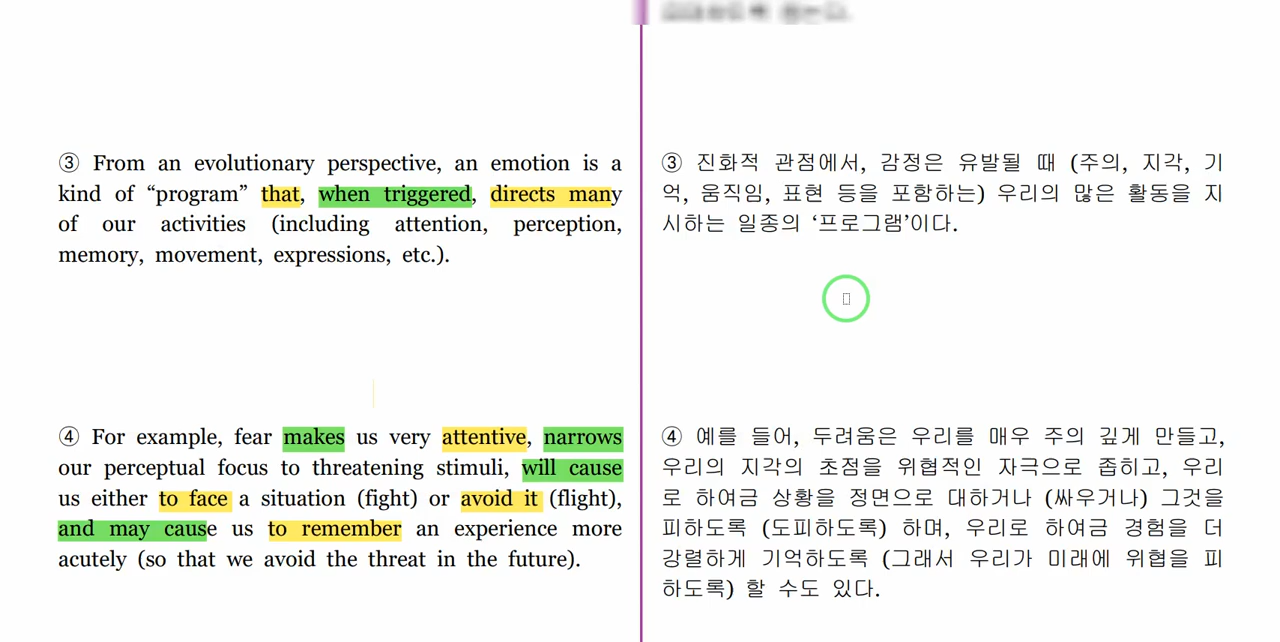 ③ From an evolutionary perspective, an emotion is a
kind of “program” that, when triggered, directs many
of our activities (including attention, perception,
memory, movement, expressions, etc.).
④ For example, fear makes us very attentive, narrows
our perceptual focus to threatening stimuli, will cause
us either to face a situation (fight) or avoid it (flight),
and may cause us to remember an experience more
acutely (so that we avoid the threat in the future).
③ 진화적 관점에서, 감정은 유발될 때 (주의, 지각, 기
억, 움직임, 표현 등을 포함하는) 우리의 많은 활동을 지
시하는 일종의 ‘프로그램’이다.
④ 예를 들어, 두려움은 우리를 매우 주의 깊게 만들고,
우리의 지각의 초점을 위협적인 자극으로 좁히고, 우리
로 하여금 상황을 정면으로 대하거나 (싸우거나) 그것을
피하도록 (도피하도록) 하며, 우리로 하여금 경험을 더
강렬하게 기억하도록 (그래서 우리가 미래에 위협을 피
하도록) 할 수도 있다.